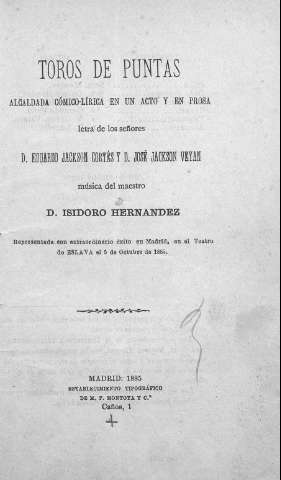 TOROS DE PUNTAS
ALCALDADA CÓMICO-LÍRICA EN UN ACTO Y EN PROSA
letra de los señores
D. EDUARDO JACKSON CORTÉS Y D. JOSÉ JACKSON VEYAN
música del maestro
D. ISIDORO HERNANDEZ
Representada con extraordinario éxito en Madrid, en el Teatro
de ESLAVA el 5 de Octubre de
MADRID: 1885
ESTABLECIMIENTO TIPOGRÁFICO
DE M. P. MONTOYA Y C.ª
Caños, 1